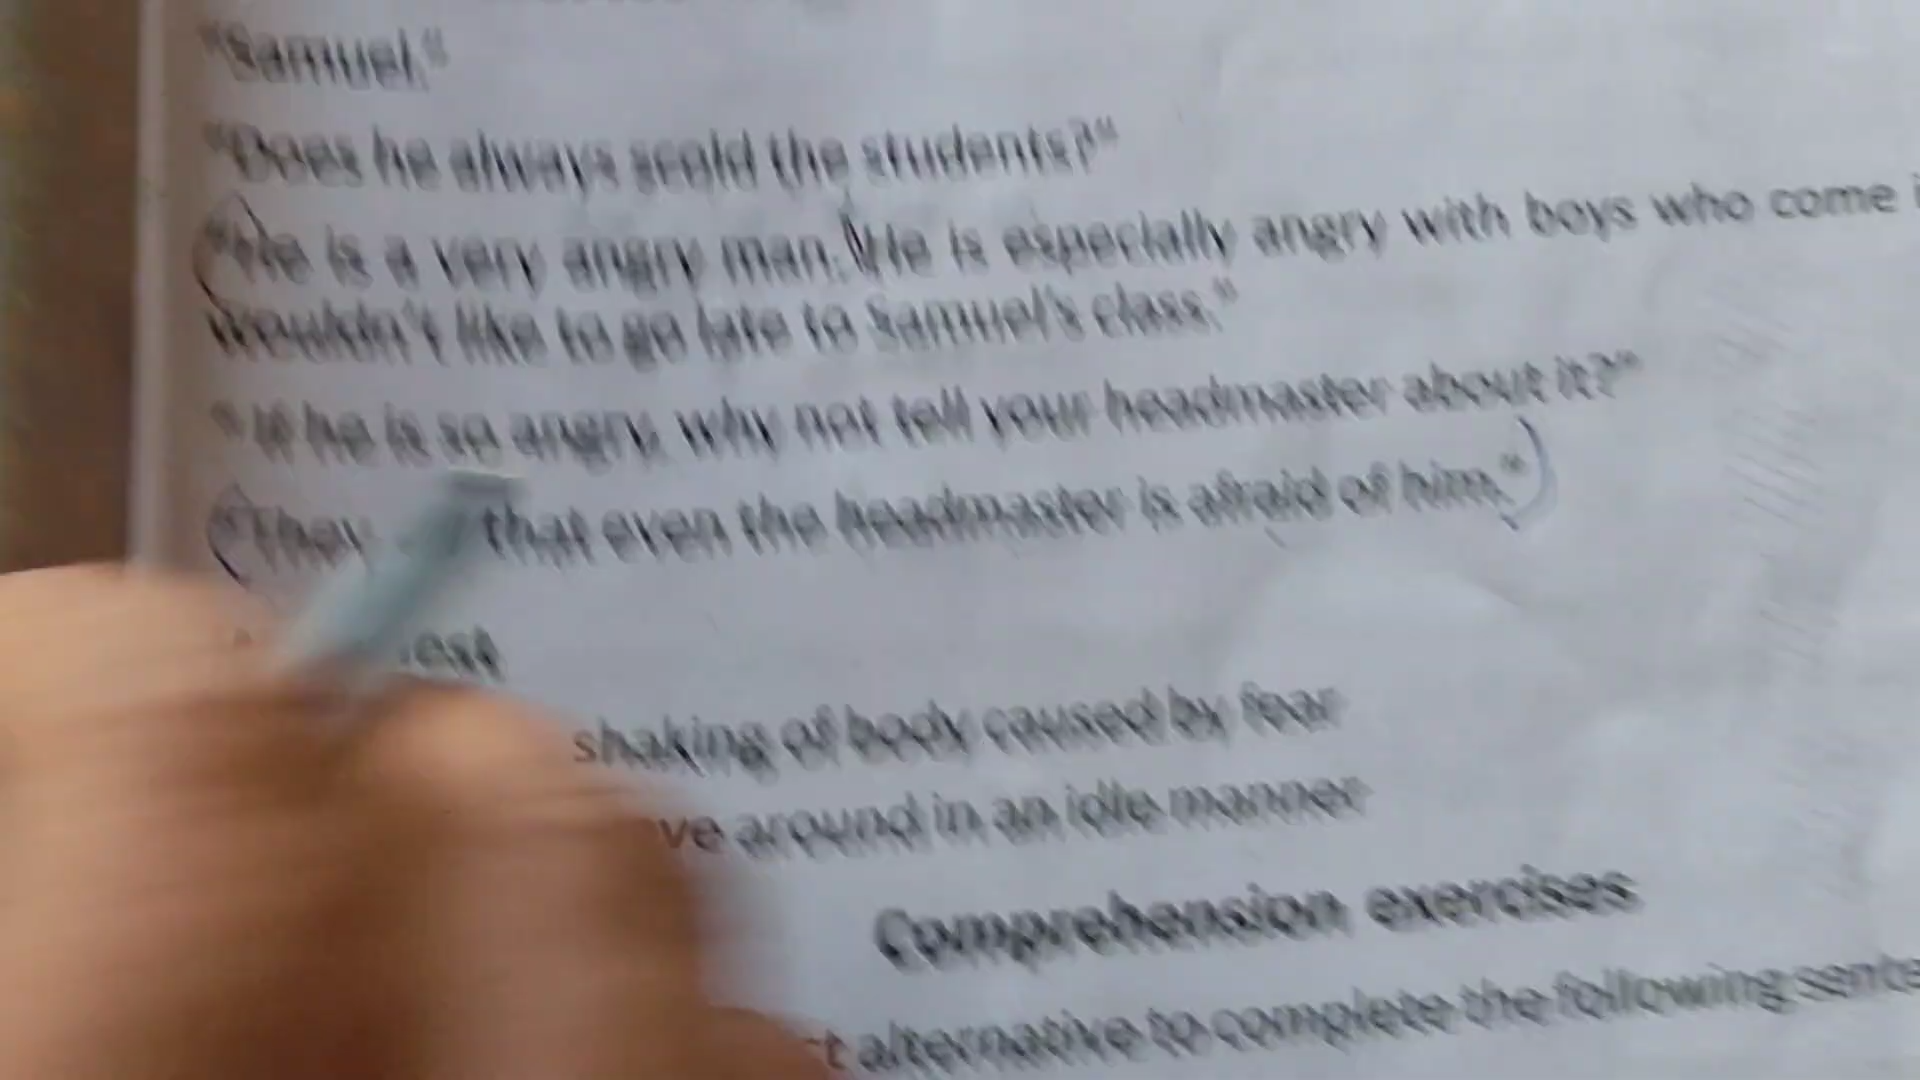 "Samuel."
"Does he always scold the students?"
"He is a very angry man. He is especially angry with boys who come
Wouldn't like to go late to Samuel's class."
" If he is so angry, why not tell your headmaster about it?"
"They that even the headmaster is afraid of him."
shaking of body caused by fear
around in an idle manner
Comprehension exercises
alternative to complete the following